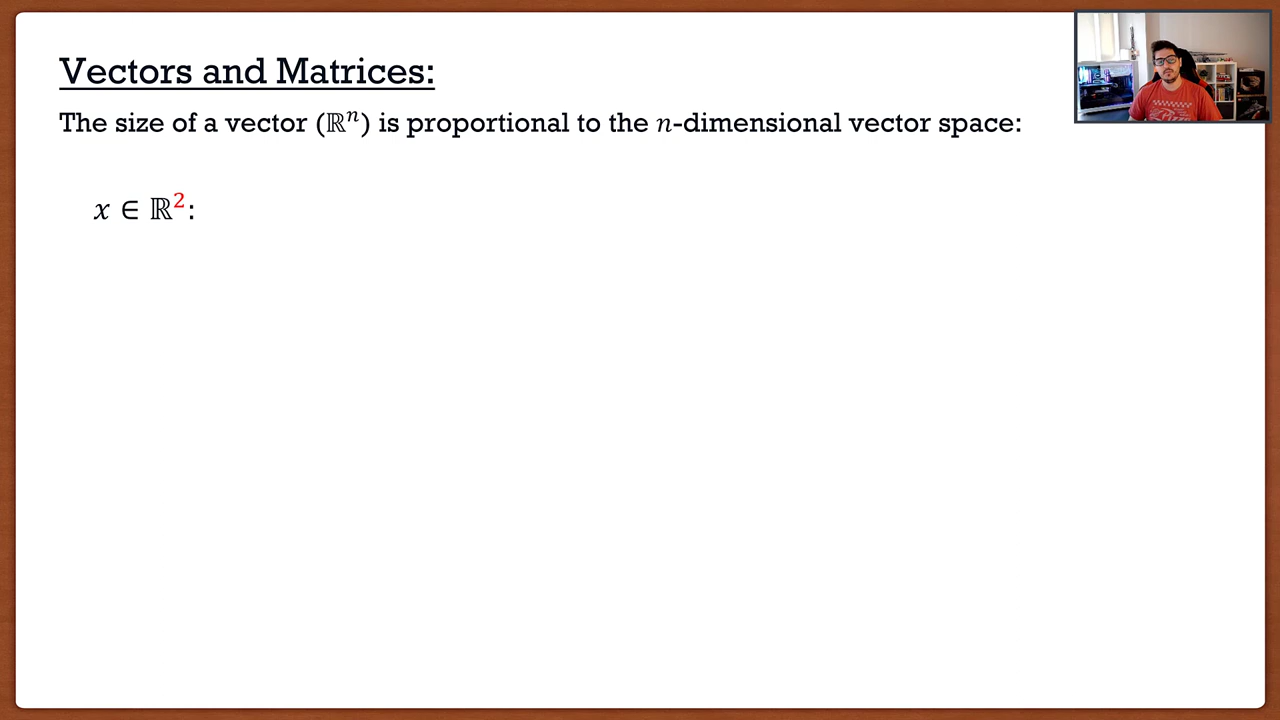 Vectors and Matrices:
The size of a vector (ℝⁿ) is proportional to the n-dimensional vector space:
x ∈ ℝ²: